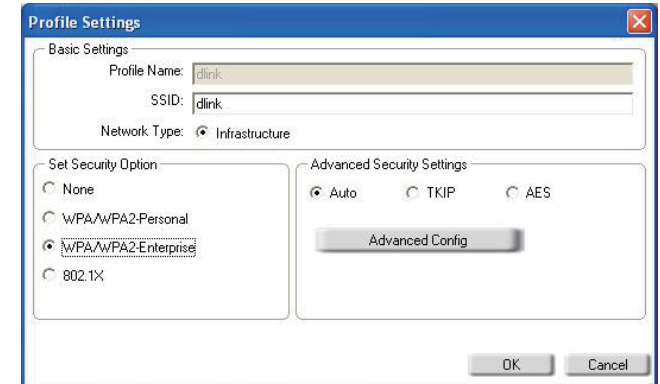 Profile Settings
Basic Settings
Profile Name: dlink
SSID: dlink
Network Type: Infrastructure
Set Security Option
None
WPA/WPA2-Personal
WPA/WPA2-Enterprise
802.1X
Advanced Security Settings
Auto TKIP AES
Advanced Config
OK Cancel